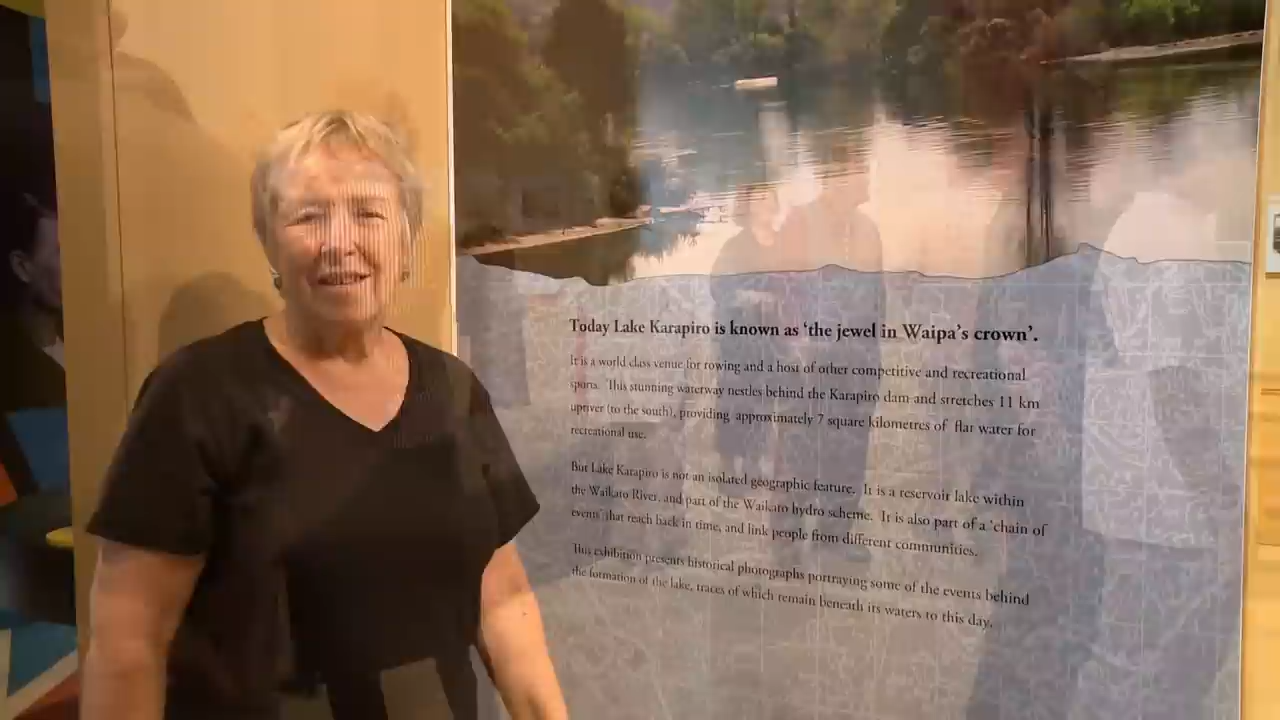 Today Lake Karapiro is known as ‘the jewel in Waipa’s crown’.
It is a world class venue for rowing and a host of other competitive and recreational
sports. This stunning waterway nestles behind the Karapiro dam and stretches 11 km
upriver (to the south), providing approximately 7 square kilometres of flat water for
recreational use.
But Lake Karapiro is not an isolated geographic feature. It is a reservoir lake within
the Waikato River, and part of the Waikato hydro scheme. It is also part of a ‘chain of
events’ that reach back in time, and link people from different communities.
This exhibition presents historical photographs portraying some of the events behind
the formation of the lake, traces of which remain beneath its waters to this day.